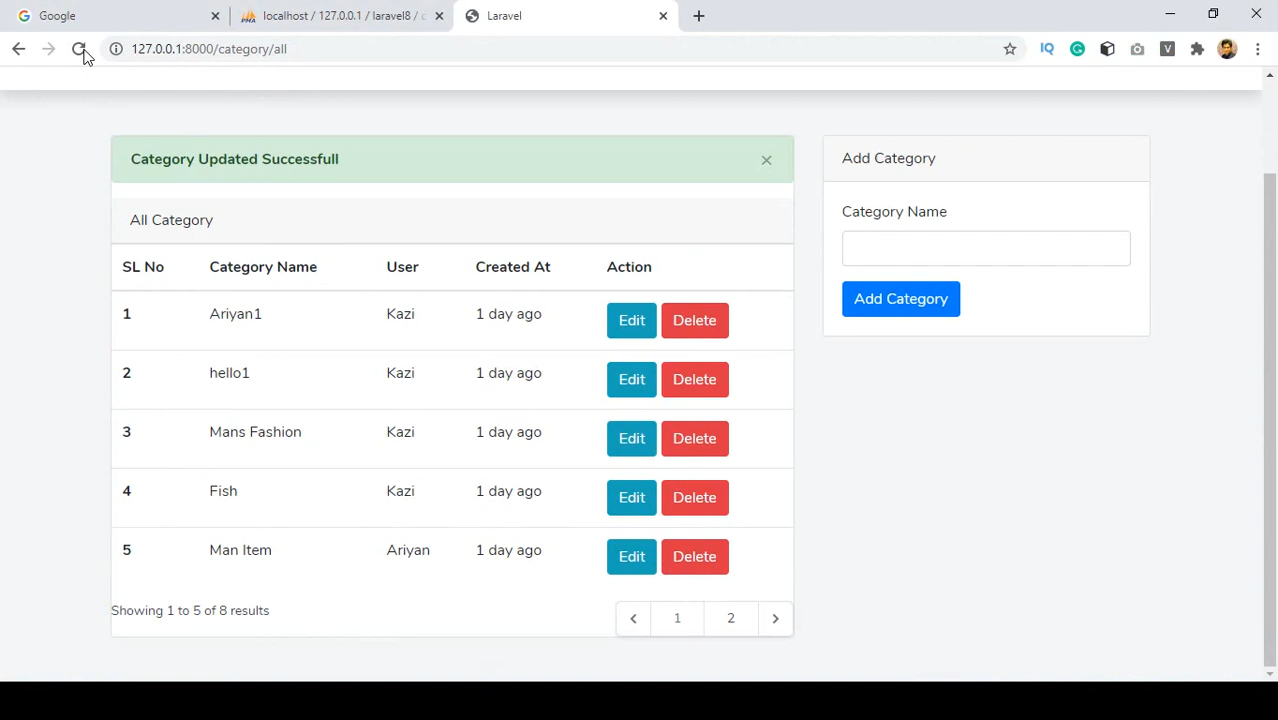 Google
localhost / 127.0.0.1 / laravel8 / c
Laravel
127.0.0.1:8000/category/all
Category Updated Successfull
Add Category
Category Name
Add Category
All Category
SL No Category Name User Created At Action
1 Ariyan1 Kazi 1 day ago Edit Delete
2 hello1 Kazi 1 day ago Edit Delete
3 Mans Fashion Kazi 1 day ago Edit Delete
4 Fish Kazi 1 day ago Edit Delete
5 Man Item Ariyan 1 day ago Edit Delete
Showing 1 to 5 of 8 results
1 2